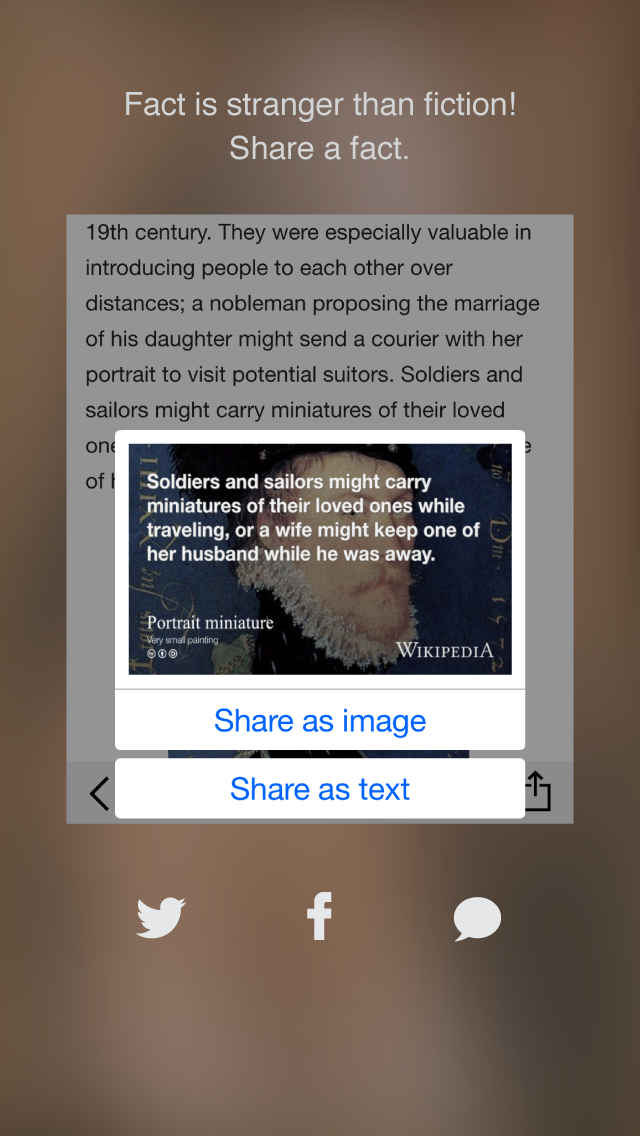 Fact is stranger than fiction!
Share a fact.
19th century. They were especially valuable in
introducing people to each other over
distances; a nobleman proposing the marriage
of his daughter might send a courier with her
portrait to visit potential suitors. Soldiers and
sailors might carry miniatures of their loved
of
Soldiers and sailors might carry
miniatures of their loved ones while
traveling, or a wife might keep one of
her husband while he was away.
Portrait miniature
Very small painting
WIKIPEDIA
Share as image
Share as text